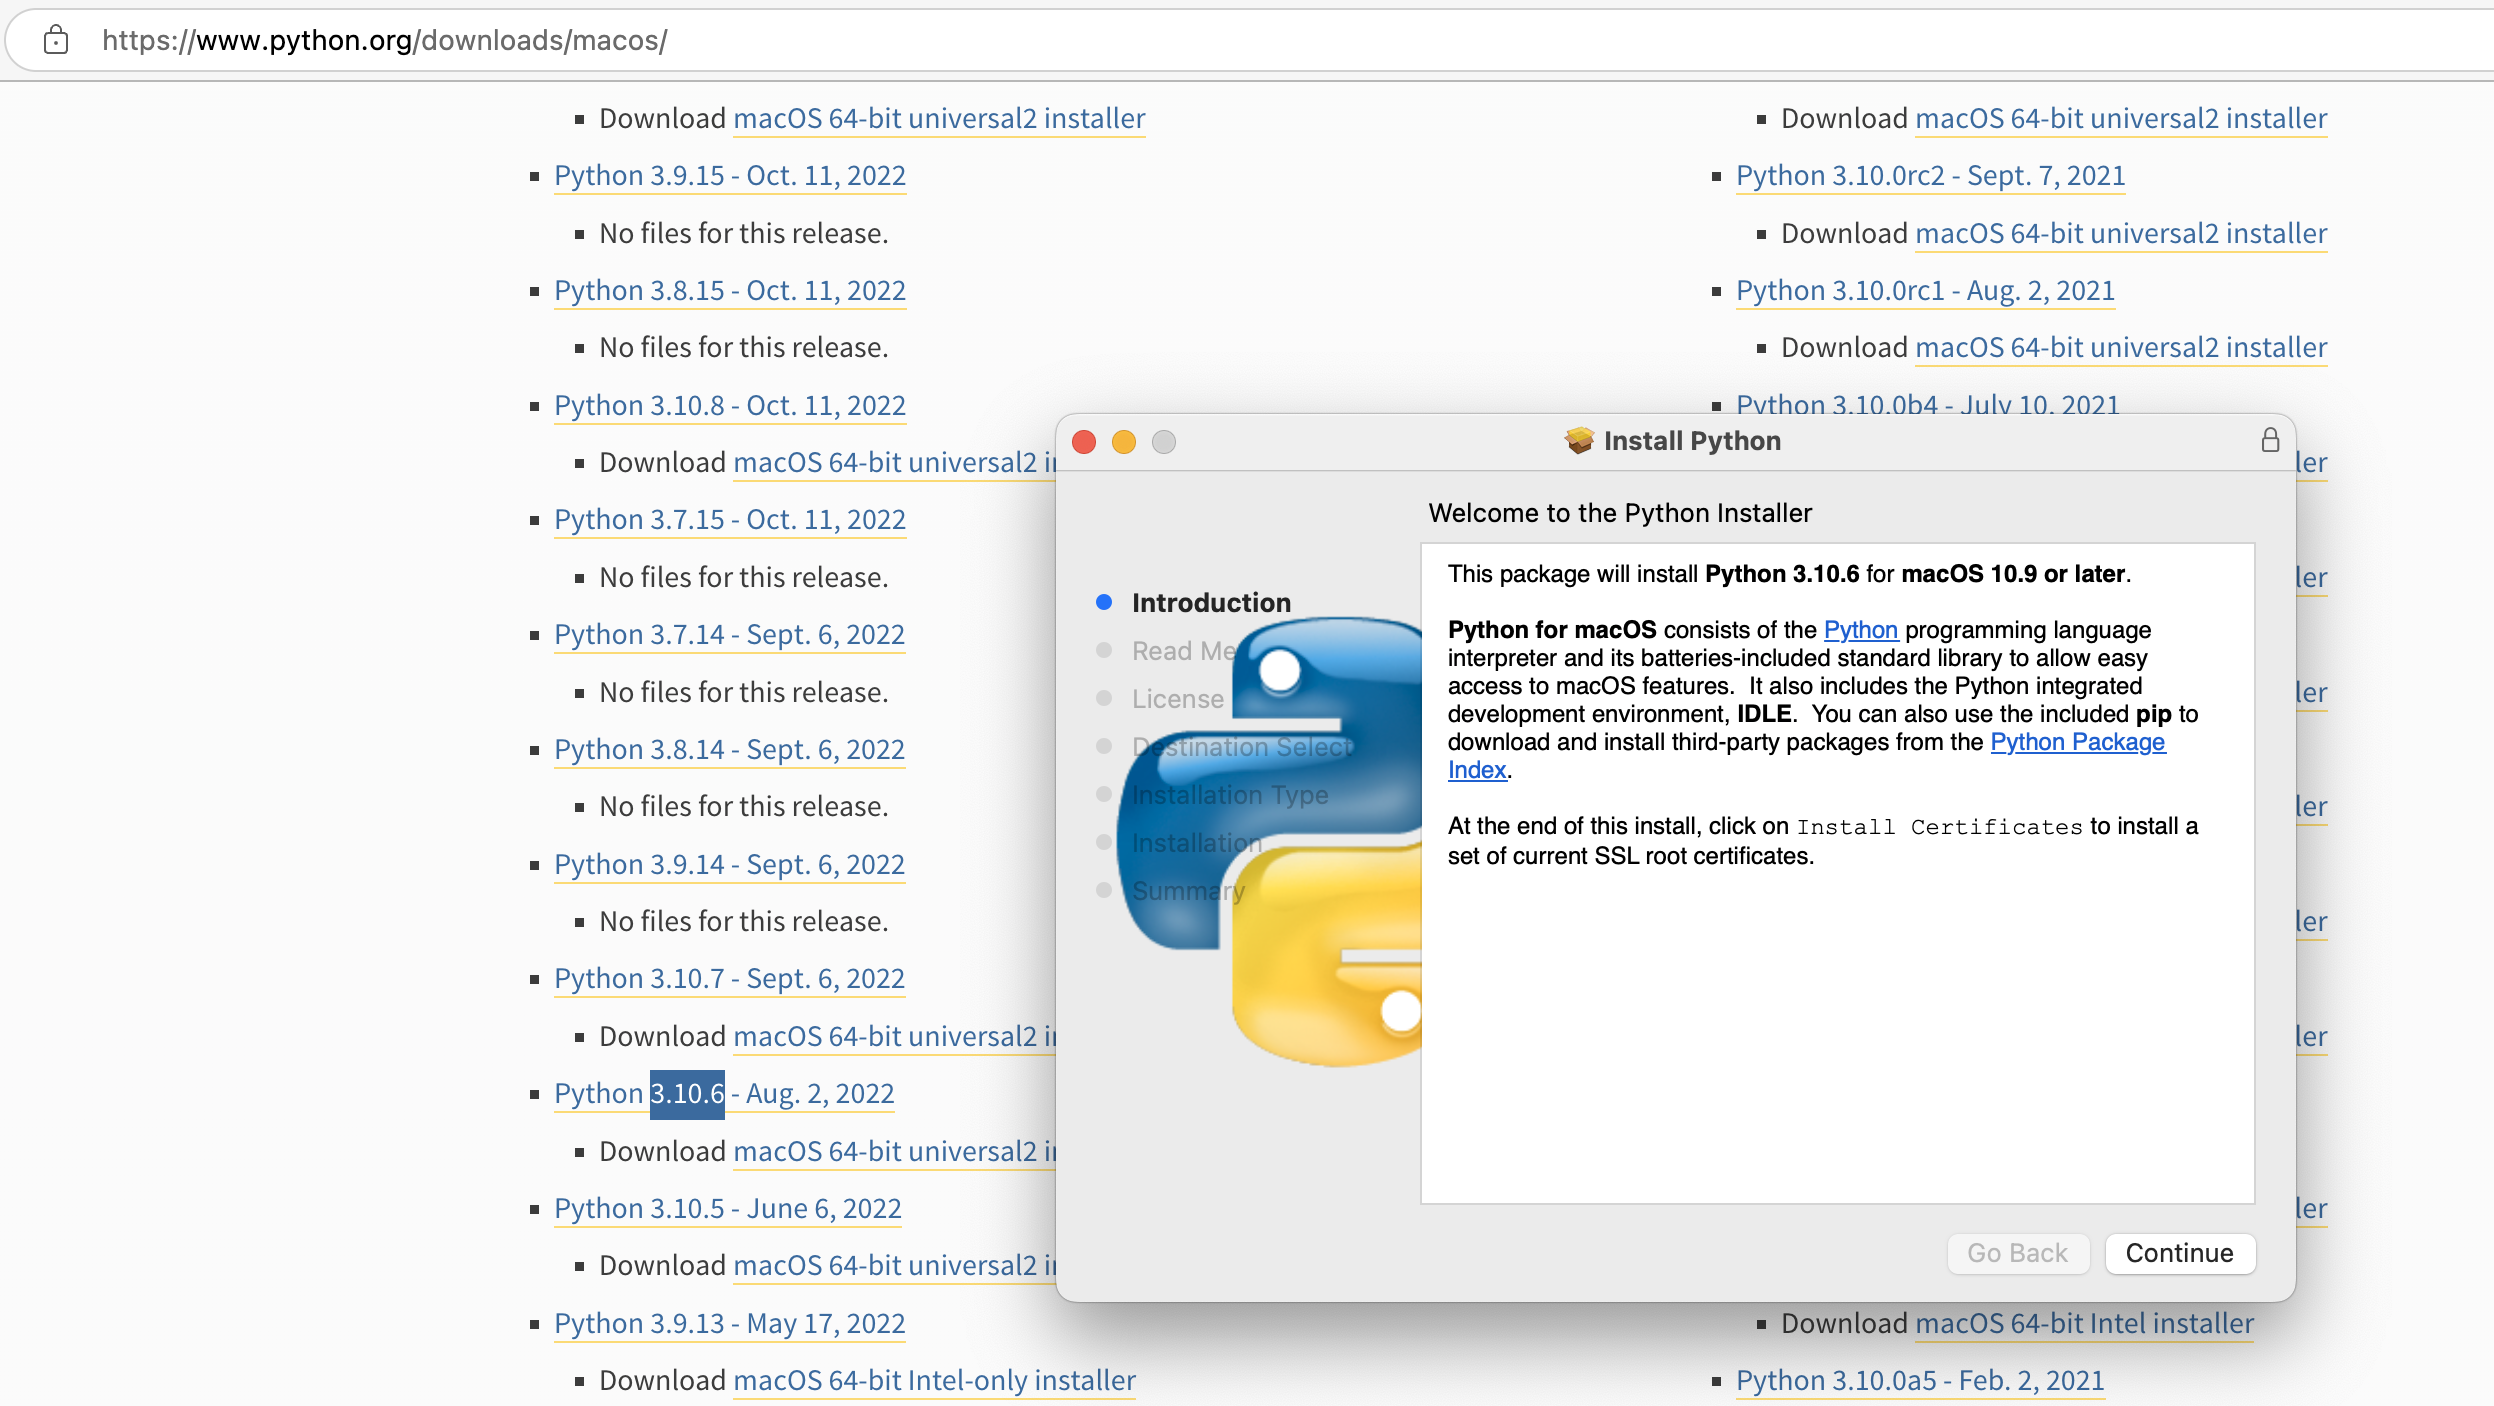 https://www.python.org/downloads/macos/
Download macOS 64-bit universal2 installer
Python 3.9.15 - Oct. 11, 2022
No files for this release.
Python 3.8.15 - Oct. 11, 2022
No files for this release.
Python 3.10.8 - Oct. 11, 2022
Download macOS 64-bit universal2
Python 3.7.15 - Oct. 11, 2022
No files for this release.
Python 3.7.14 - Sept. 6, 2022
No files for this release.
Python 3.8.14 - Sept. 6, 2022
No files for this release.
Python 3.9.14 - Sept. 6, 2022
No files for this release.
Python 3.10.7 - Sept. 6, 2022
Download macOS 64-bit universal2
Python 3.10.6 - Aug. 2, 2022
Download macOS 64-bit universal2
Python 3.10.5 - June 6, 2022
Download macOS 64-bit universal2
Python 3.9.13 - May 17, 2022
Download macOS 64-bit Intel-only installer
Download macOS 64-bit universal2 installer
Python 3.10.0rc2 - Sept. 7, 2021
Download macOS 64-bit universal2 installer
Python 3.10.0rc1 - Aug. 2, 2021
Download macOS 64-bit universal2 installer
Python 3.10.0b4 - July 10, 2021
Download macOS 64-bit Intel installer
Python 3.10.0a5 - Feb. 2, 2021
Install Python
Introduction
Read Me
License
Destination Select
Installation Type
Installation
Summary
Welcome to the Python Installer
This package will install Python 3.10.6 for macOS 10.9 or later.
Python for macOS consists of the Python programming language
interpreter and its batteries-included standard library to allow easy
access to macOS features. It also includes the Python integrated
development environment, IDLE. You can also use the included pip to
download and install third-party packages from the Python Package
Index.
At the end of this install, click on Install Certificates to install a
set of current SSL root certificates.
Go Back
Continue